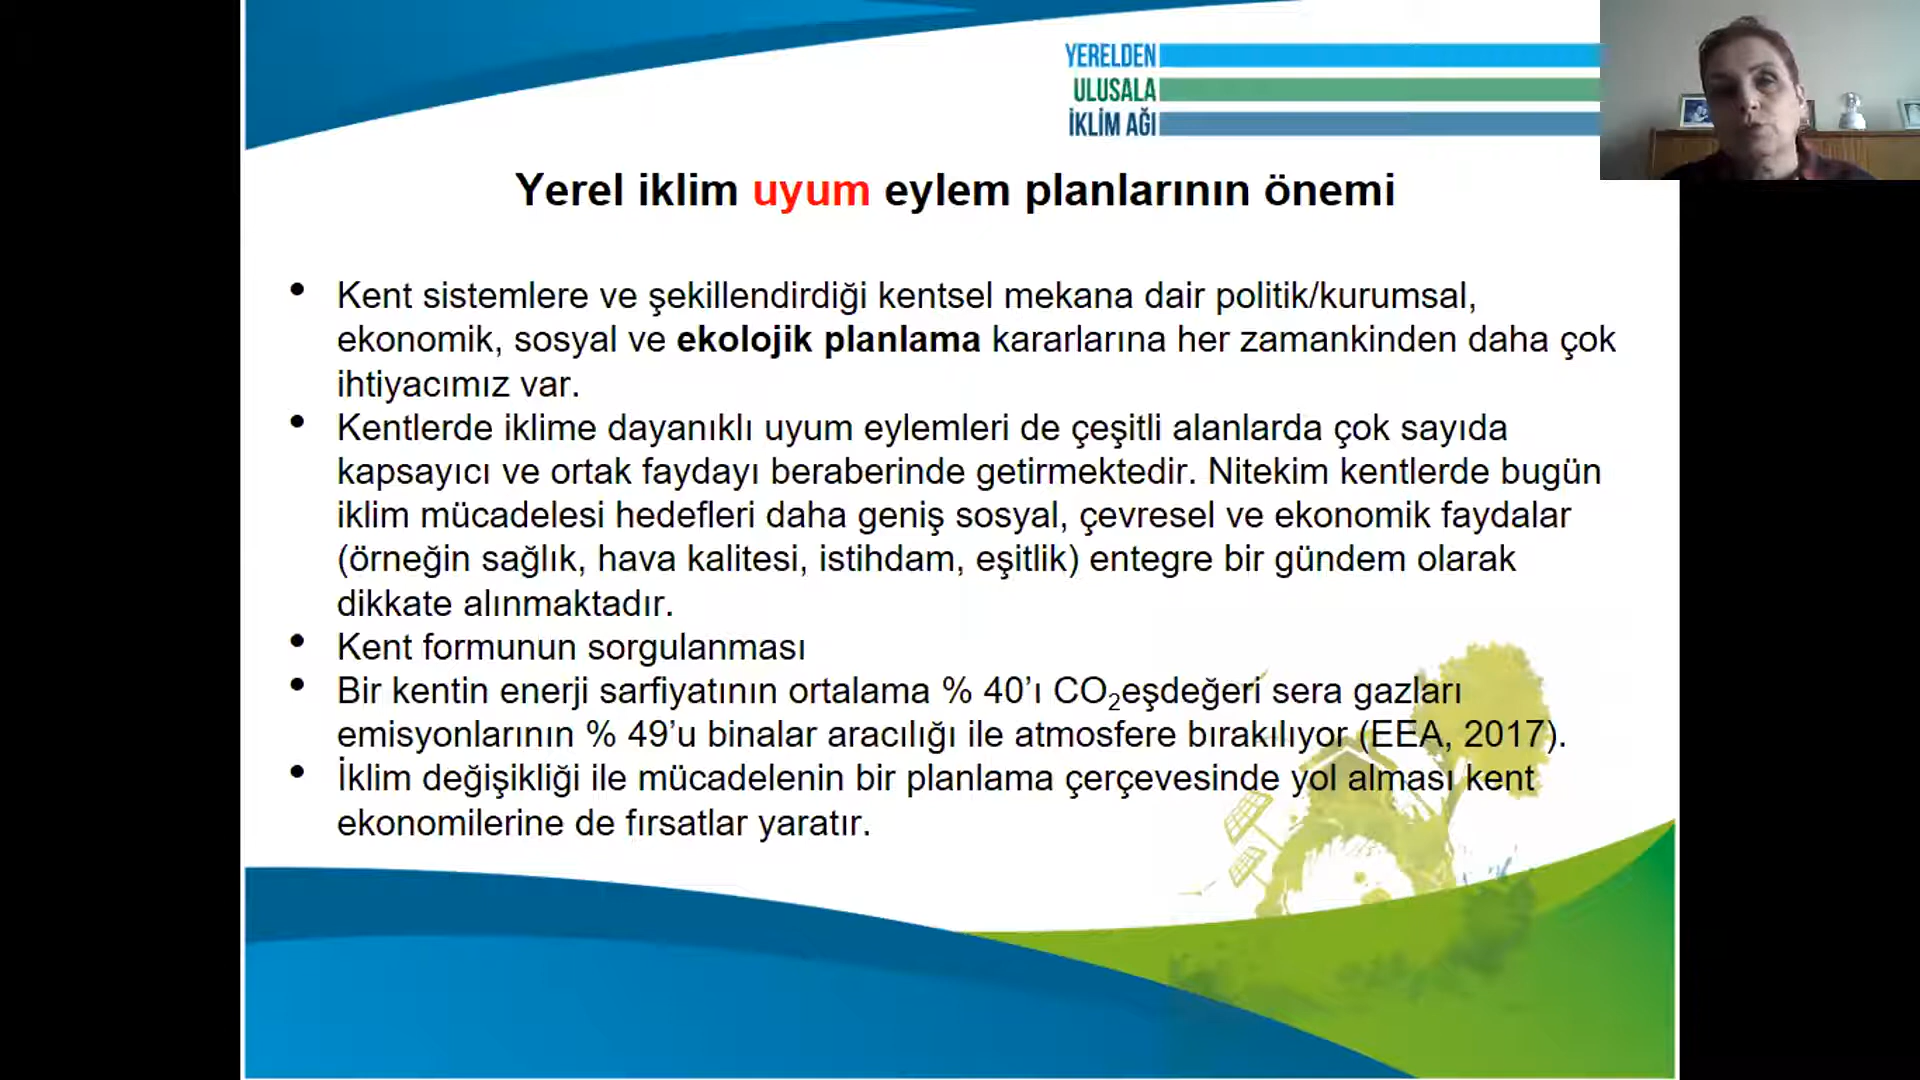 YERELDEN
ULUSALA
İKLİM AĞI
Yerel iklim uyum eylem planlarının önemi
• Kent sistemlere ve şekillendirdiği kentsel mekana dair politik/kurumsal,
ekonomik, sosyal ve ekolojik planlama kararlarına her zamankinden daha çok
ihtiyacımız var.
• Kentlerde iklime dayanıklı uyum eylemleri de çeşitli alanlarda çok sayıda
kapsayıcı ve ortak faydayı beraberinde getirmektedir. Nitekim kentlerde bugün
iklim mücadelesi hedefleri daha geniş sosyal, çevresel ve ekonomik faydalar
(örneğin sağlık, hava kalitesi, istihdam, eşitlik) entegre bir gündem olarak
dikkate alınmaktadır.
• Kent formunun sorgulanması
• Bir kentin enerji sarfiyatının ortalama % 40’ı CO₂eşdeğeri sera gazları
emisyonlarının % 49’u binalar aracılığı ile atmosfere bırakılıyor (EEA, 2017).
• İklim değişikliği ile mücadelenin bir planlama çerçevesinde yol alması kent
ekonomilerine de fırsatlar yaratır.